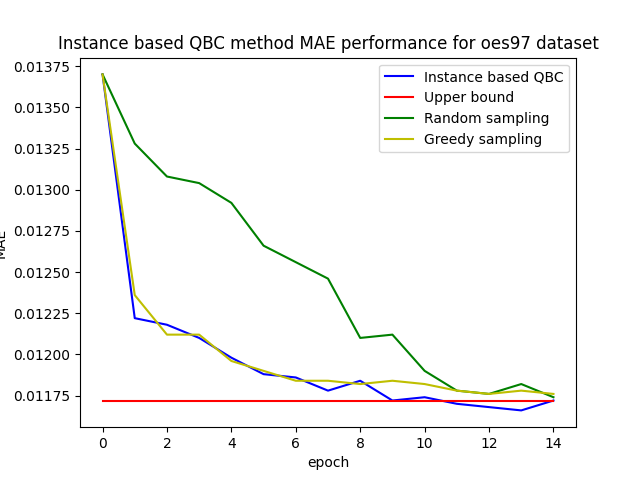 Instance based QBC method MAE performance for oes97 dataset
0.01375
0.01350
0.01325
0.01300
0.01275
0.01250
0.01225
0.01200
0.01175
MAE
Instance based QBC
Upper bound
Random sampling
Greedy sampling
0 2 4 6 8 10 12 14
epoch